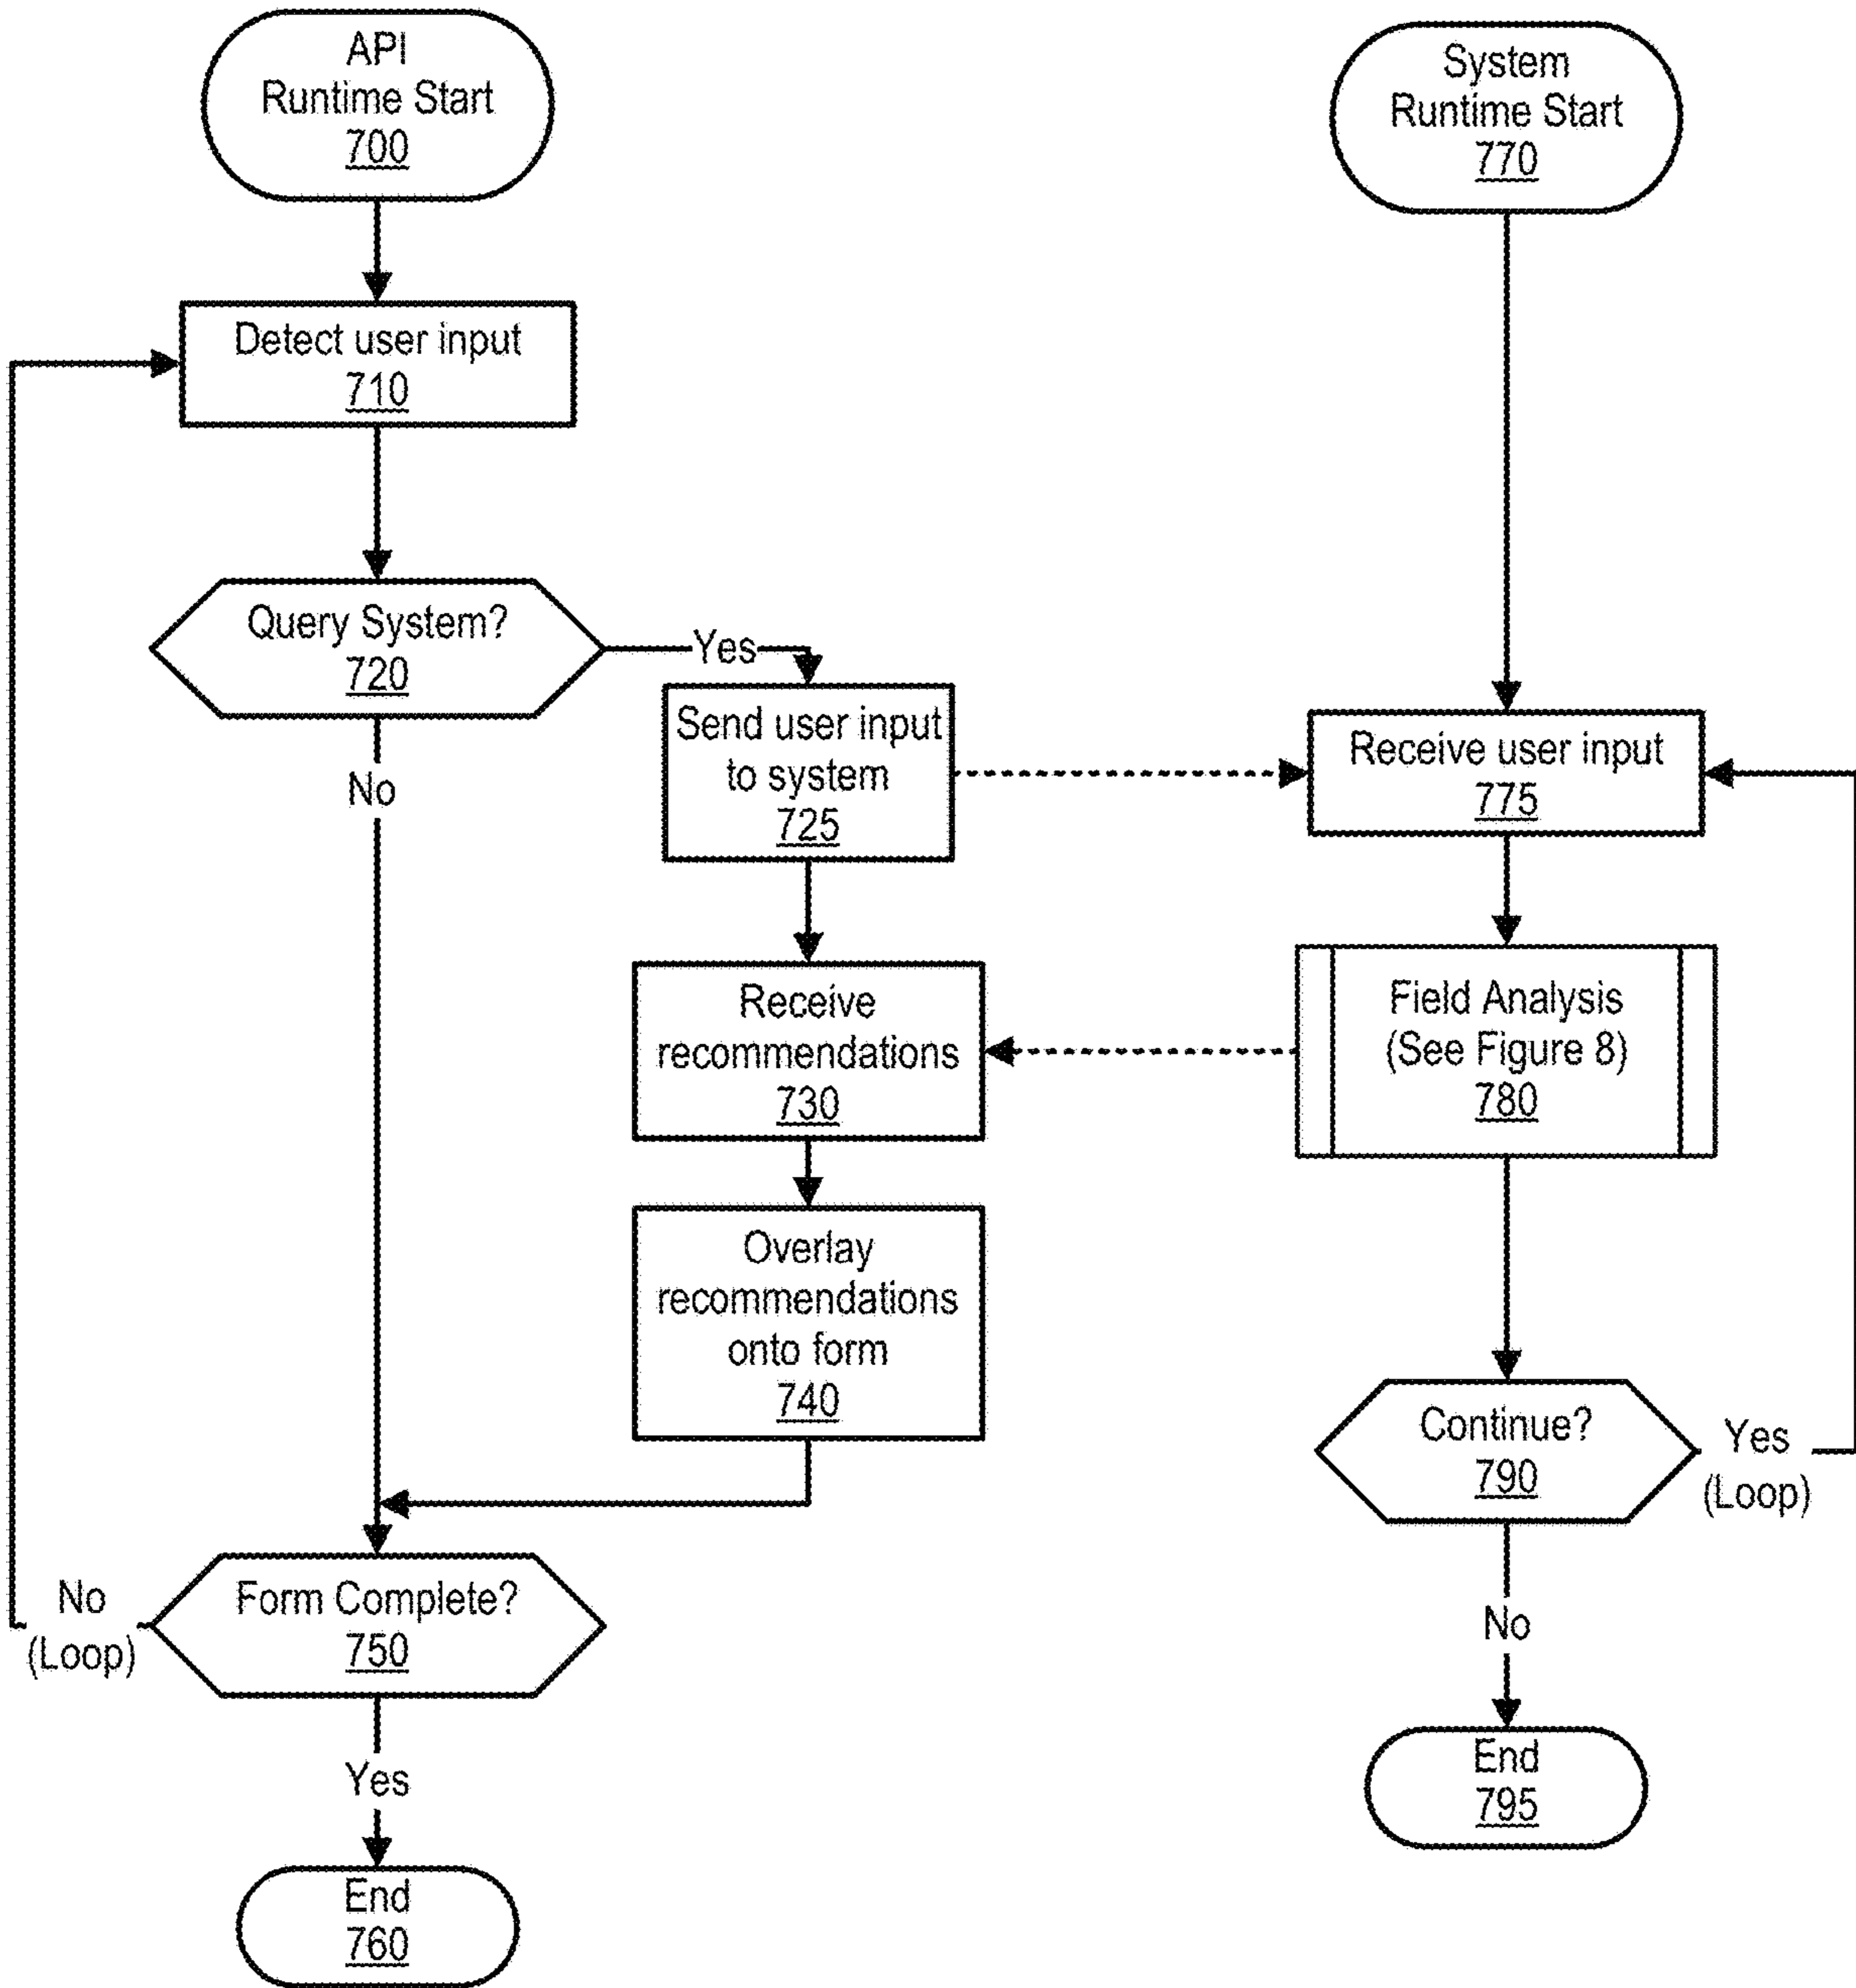 API
Runtime Start
700
Detect user input
710
Query System?
720
Yes
No
Send user input
to system
725
Receive
recommendations
730
Overlay
recommendations
onto form
740
Form Complete?
750
No
(Loop)
Yes
End
760
System
Runtime Start
770
Receive user input
775
Field Analysis
(See Figure 8)
780
Continue?
790
Yes
(Loop)
No
End
795